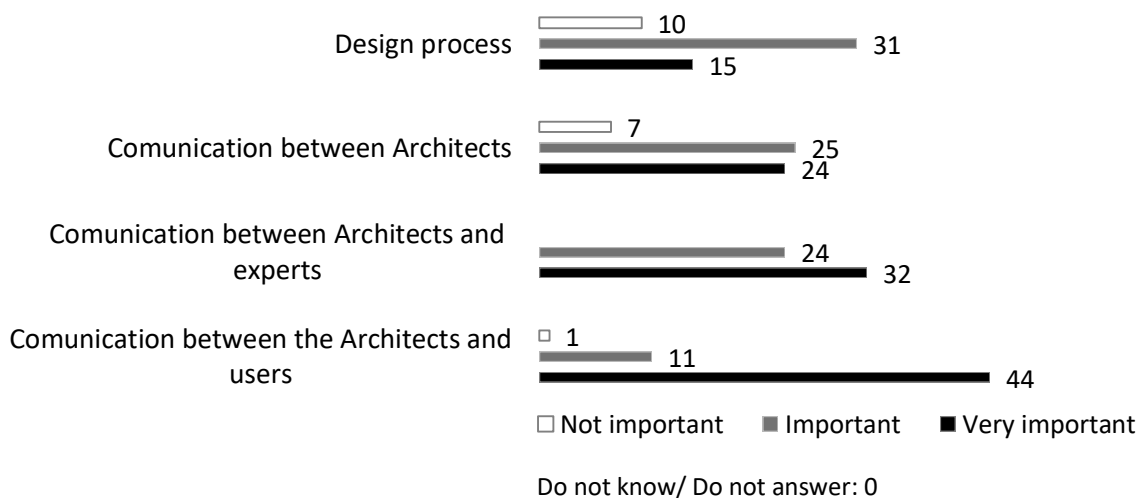 10
Design process
31
15
7
Comunication between Architects
25
24
Comunication between Architects and
experts
24
32
Comunication between the Architects and
users
1
11
44
Not important Important Very important
Do not know/ Do not answer: 0